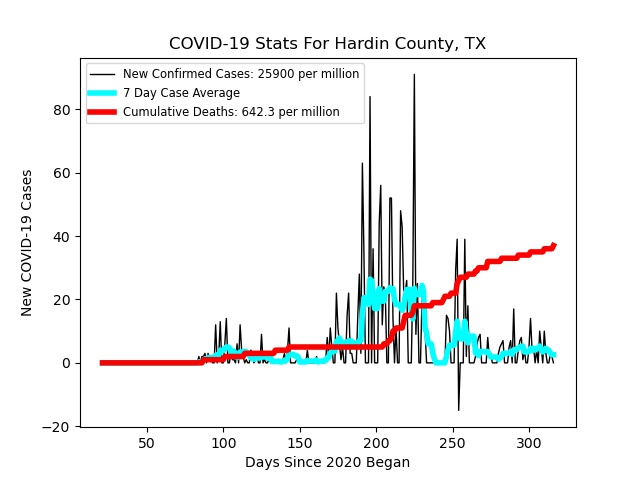 COVID-19 Stats For Hardin County, TX
New Confirmed Cases: 25900 per million
7 Day Case Average
Cumulative Deaths: 642.3 per million
New COVID-19 Cases
80
60
40
20
0
−20
50 100 150 200 250 300
Days Since 2020 Began